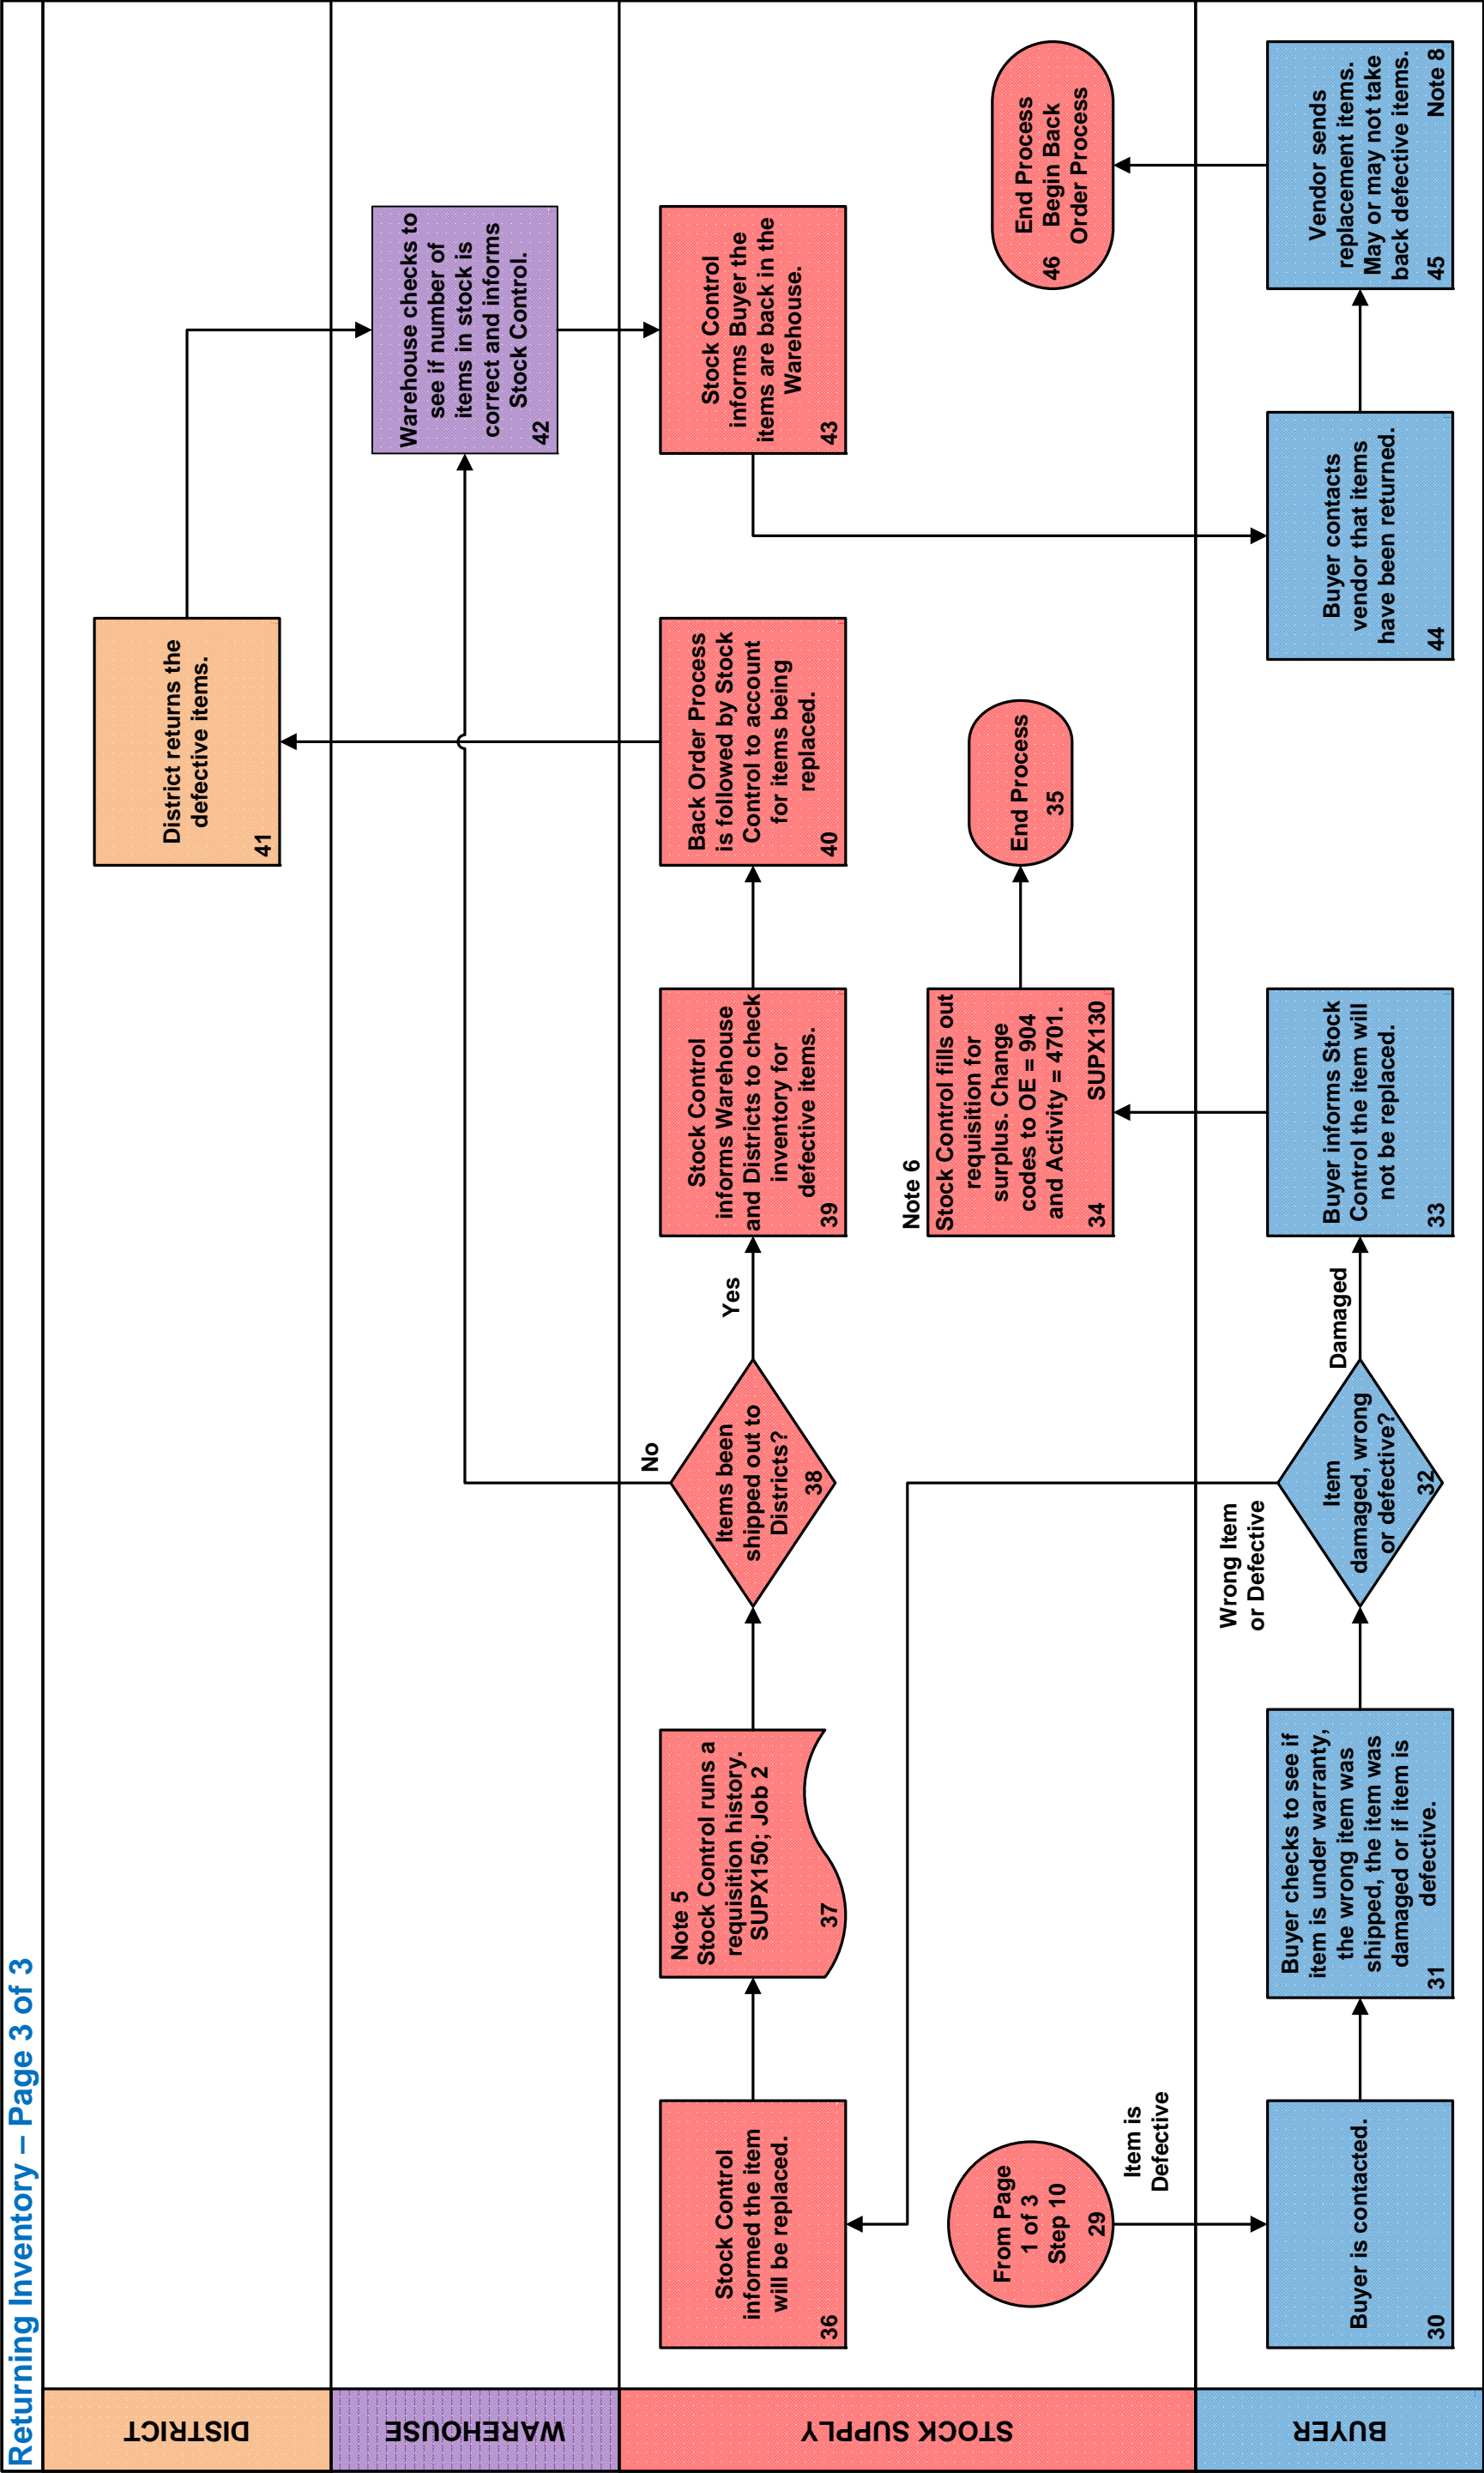 Returning Inventory – Page 3 of 3
DISTRICT
District returns the
defective items.
41
WAREHOUSE
Warehouse checks to
see if number of
items in stock is
correct and informs
Stock Control.
42
STOCK SUPPLY
Stock Control
informed the item
will be replaced.
36
Note 5
Stock Control runs a
requisition history.
SUPX150; Job 2
37
Items been
shipped out to
Districts?
38
No
Yes
Stock Control
informs Warehouse
and Districts to check
inventory for
defective items.
39
Back Order Process
is followed by Stock
Control to account
for items being
replaced.
40
Stock Control
informs Buyer the
items are back in the
Warehouse.
43
From Page
1 of 3
Step 10
29
Item is
Defective
Note 6
Stock Control fills out
requisition for
surplus. Change
codes to OE = 904
and Activity = 4701.
34 SUPX130
End Process
35
End Process
Begin Back
Order Process
46
BUYER
Buyer is contacted.
30
Buyer checks to see if
item is under warranty,
the wrong item was
shipped, the item was
damaged or if item is
defective.
31
Wrong Item
or Defective
Item
damaged, wrong
or defective?
32
Damaged
Buyer informs Stock
Control the item will
not be replaced.
33
Buyer contacts
vendor that items
have been returned.
44
Vendor sends
replacement items.
May or may not take
back defective items.
45 Note 8